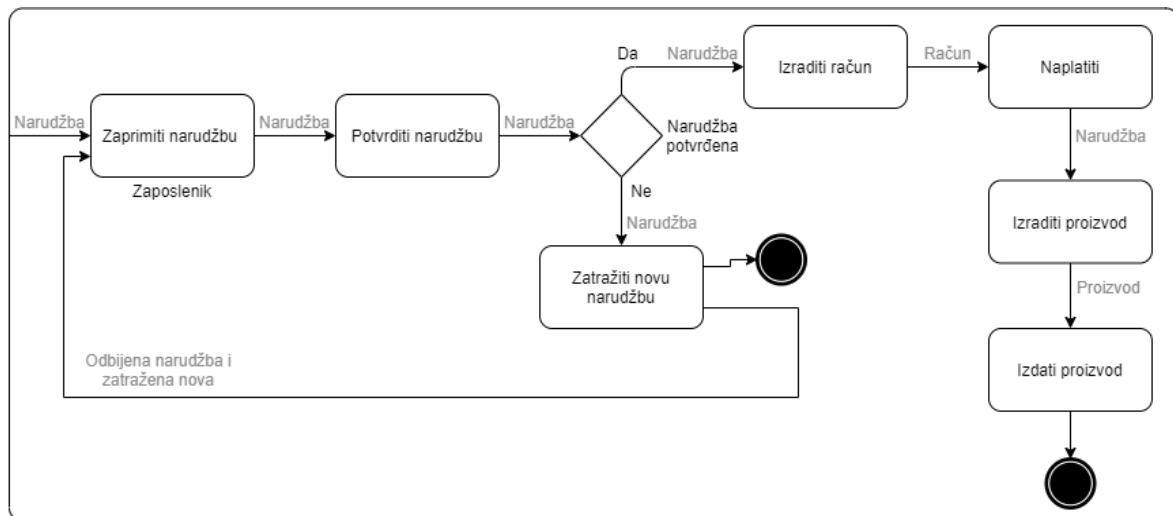 Narudžba
Zaprimiti narudžbu
Zaposlenik
Narudžba
Potvrditi narudžbu
Narudžba
Narudžba
potvrđena
Da
Narudžba
Izraditi račun
Račun
Naplatiti
Narudžba
Izraditi proizvod
Proizvod
Izdati proizvod
Ne
Narudžba
Zatražiti novu
narudžbu
Odbijena narudžba i
zatražena nova